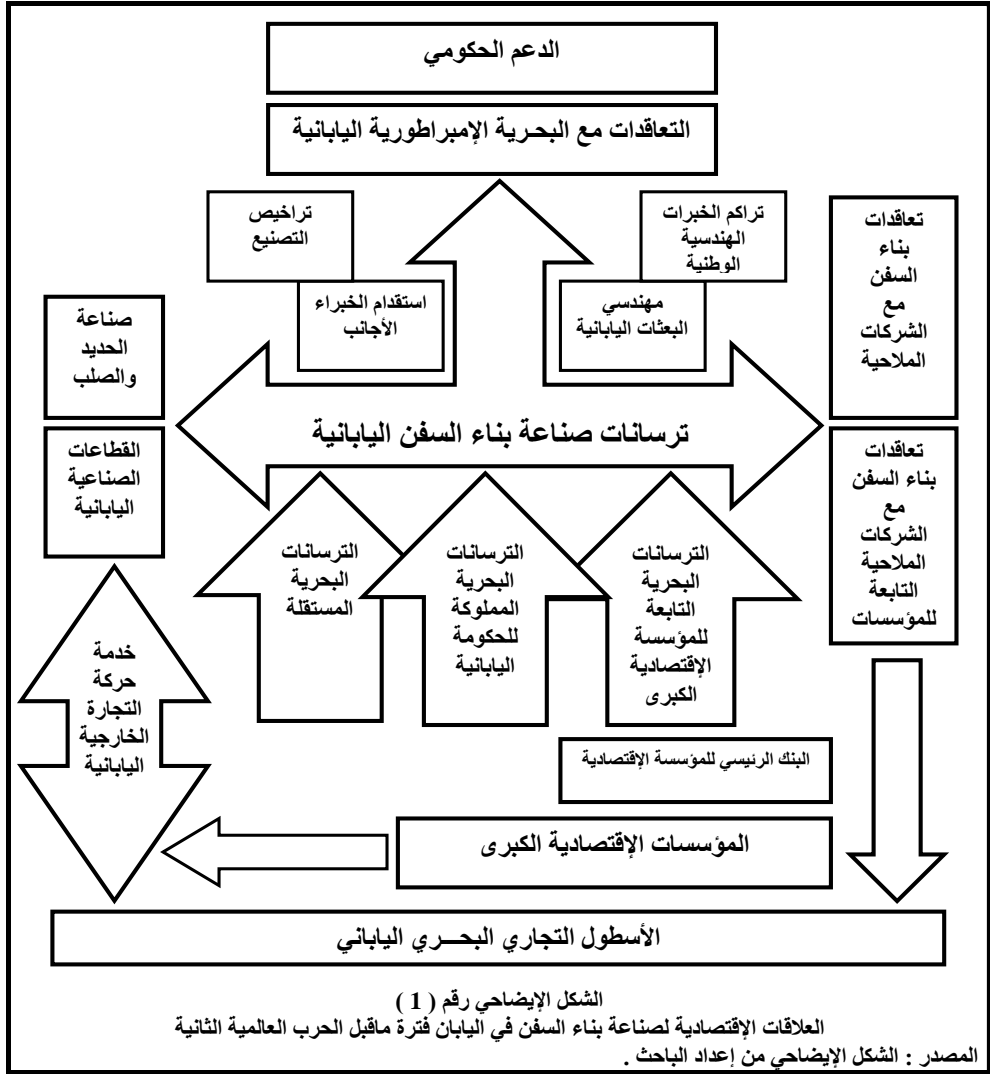 الدعم الحكومي
التعاقدات مع البحرية الإمبراطورية اليابانية
تراكم الخبرات
الهندسية
الوطنية
تراخيص
التصنيع
مهندسي
البعثات اليابانية
استقدام الخبراء
الأجانب
تعاقدات
بناء
السفن
مع
الشركات
الملاحية
صناعة
الحديد
والصلب
ترسانات صناعة بناء السفن اليابانية
تعاقدات
بناء السفن
مع
الشركات
الملاحية
التابعة
للمؤسسات
القطاعات
الصناعية
اليابانية
الترسانات
البحرية
التابعة
للمؤسسة
الإقتصادية
الكبرى
الترسانات
البحرية
المملوكة
للحكومة
اليابانية
الترسانات
البحرية
المستقلة
خدمة
حركة
التجارة
الخارجية
اليابانية
البنك الرئيسي للمؤسسة الإقتصادية
المؤسسات الإقتصادية الكبرى
الأسطول التجاري البحـــري الياباني
الشكل الإيضاحي رقم ( 1 )
العلاقات الإقتصادية لصناعة بناء السفن في اليابان فترة ماقبل الحرب العالمية الثانية
المصدر : الشكل الإيضاحي من إعداد الباحث .